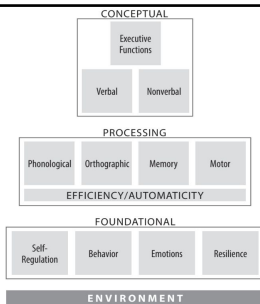 CONCEPTUAL
Executive
Functions
Verbal Nonverbal
PROCESSING
Phonological Orthographic Memory Motor
EFFICIENCY/AUTOMATICITY
FOUNDATIONAL
Self-
Regulation Behavior Emotions Resilience
ENVIRONMENT